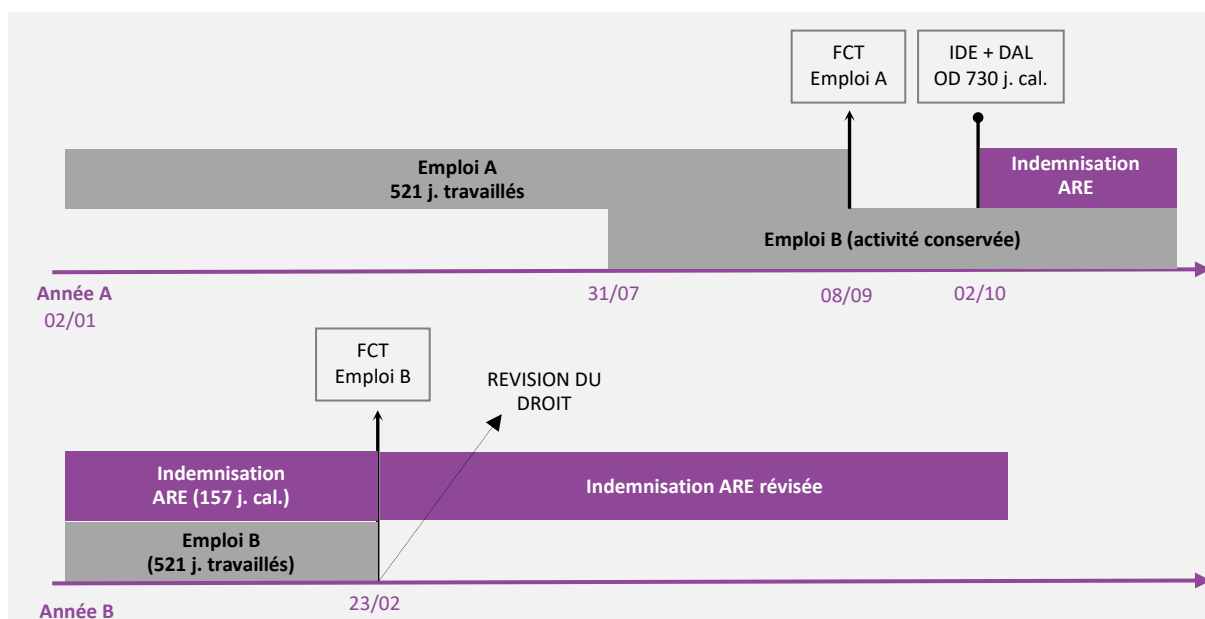 FCT
Emploi A
IDE + DAL
OD 730 j. cal.
Emploi A
521 j. travaillés
Indemnisation
ARE
Emploi B (activité conservée)
Année A
02/01
31/07
08/09
02/10
FCT
Emploi B
REVISION DU
DROIT
Indemnisation
ARE (157 j. cal.)
Indemnisation ARE révisée
Emploi B
(521 j. travaillés)
Année B
23/02